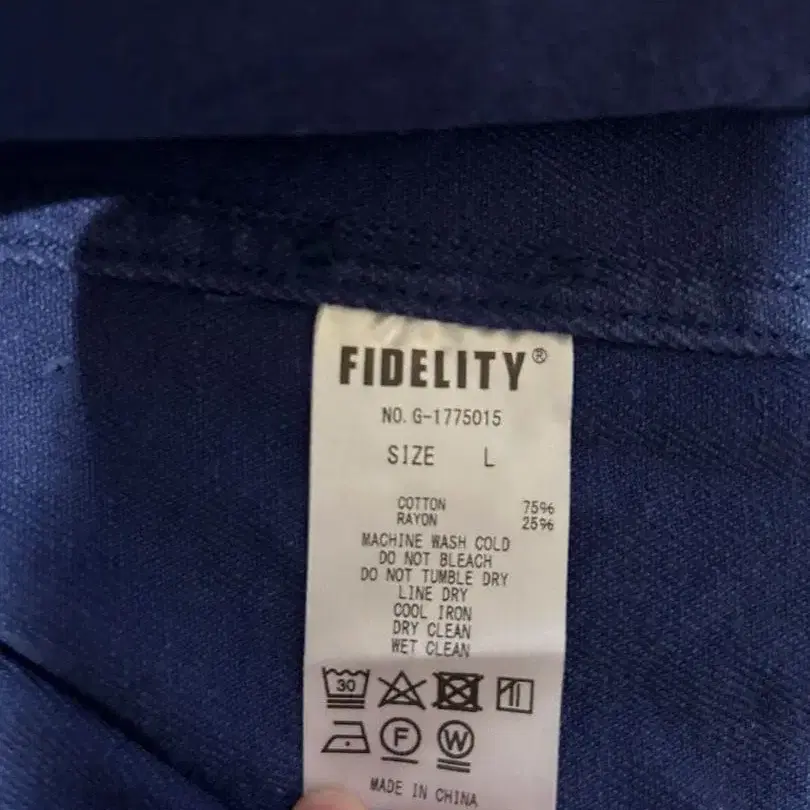 FIDELITY®
NO. G-1775015
SIZE L
COTTON 75%
RAYON 25%
MACHINE WASH COLD
DO NOT BLEACH
DO NOT TUMBLE DRY
LINE DRY
COOL IRON
DRY CLEAN
WET CLEAN
30
F W
MADE IN CHINA